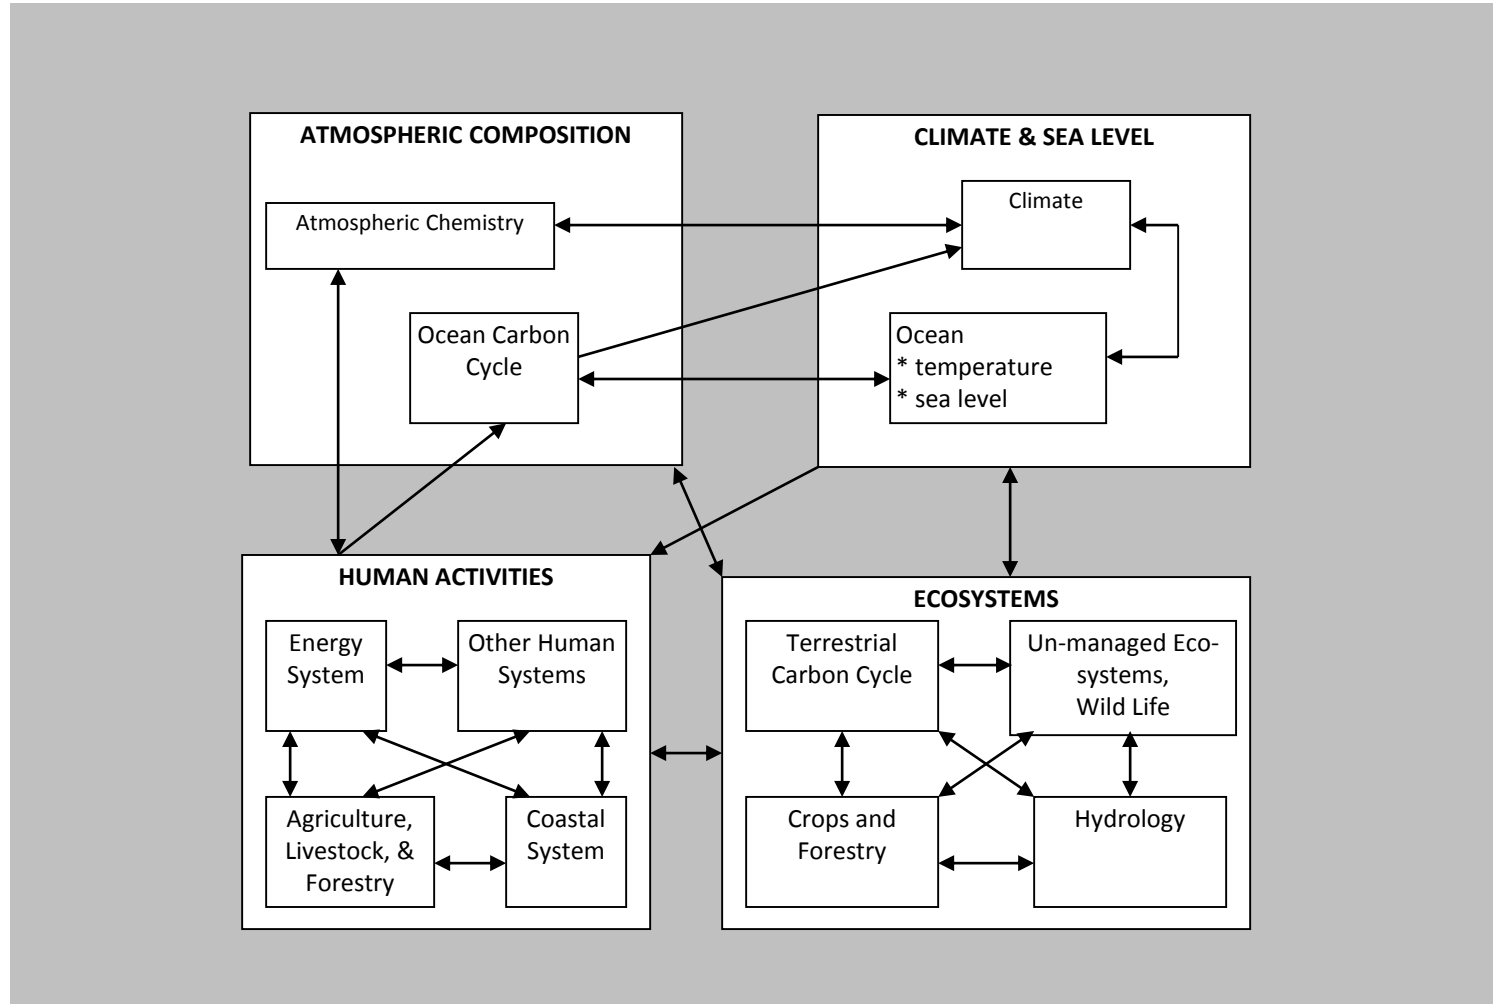 ATMOSPHERIC COMPOSITION
Atmospheric Chemistry
Ocean Carbon
Cycle
CLIMATE & SEA LEVEL
Climate
Ocean
* temperature
* sea level
HUMAN ACTIVITIES
Energy
System
Other Human
Systems
Agriculture,
Livestock, &
Forestry
Coastal
System
ECOSYSTEMS
Terrestrial
Carbon Cycle
Un-managed Eco-
systems,
Wild Life
Crops and
Forestry
Hydrology